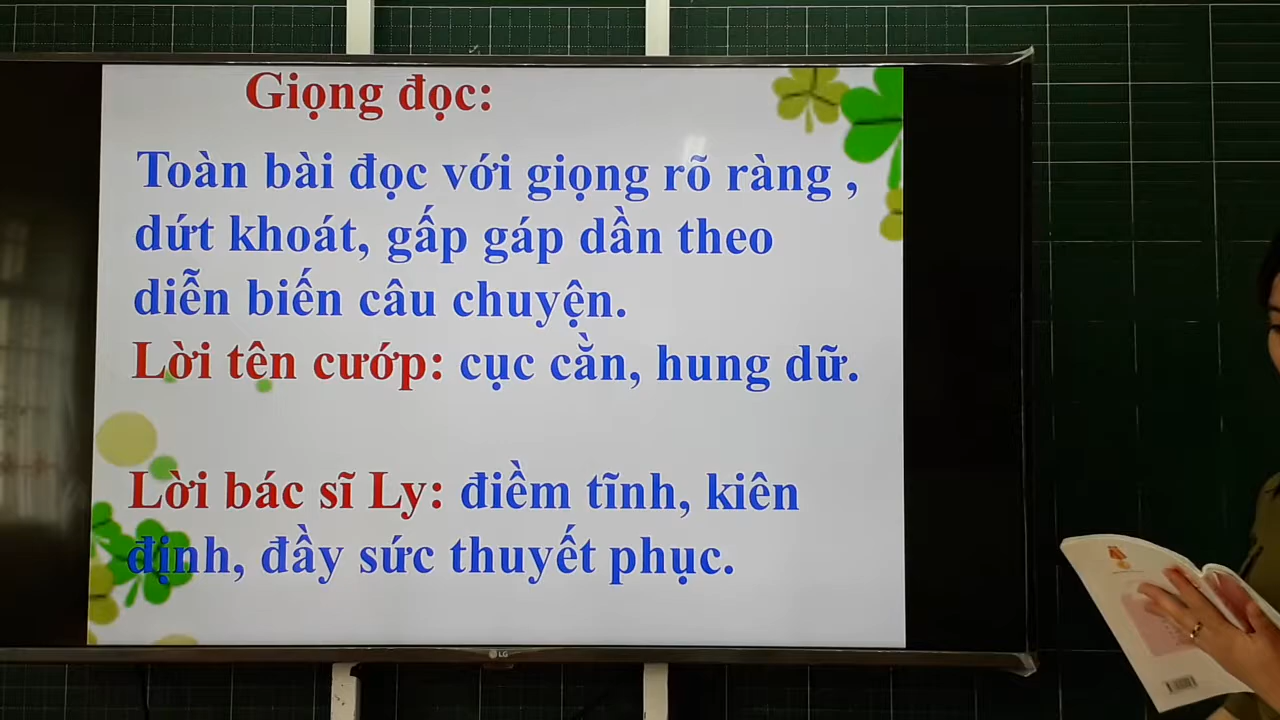 Giọng đọc:
Toàn bài đọc với giọng rõ ràng ,
dứt khoát, gấp gáp dần theo
diễn biến câu chuyện.
Lời tên cướp: cục cằn, hung dữ.
Lời bác sĩ Ly: điềm tĩnh, kiên
định, đầy sức thuyết phục.
LG